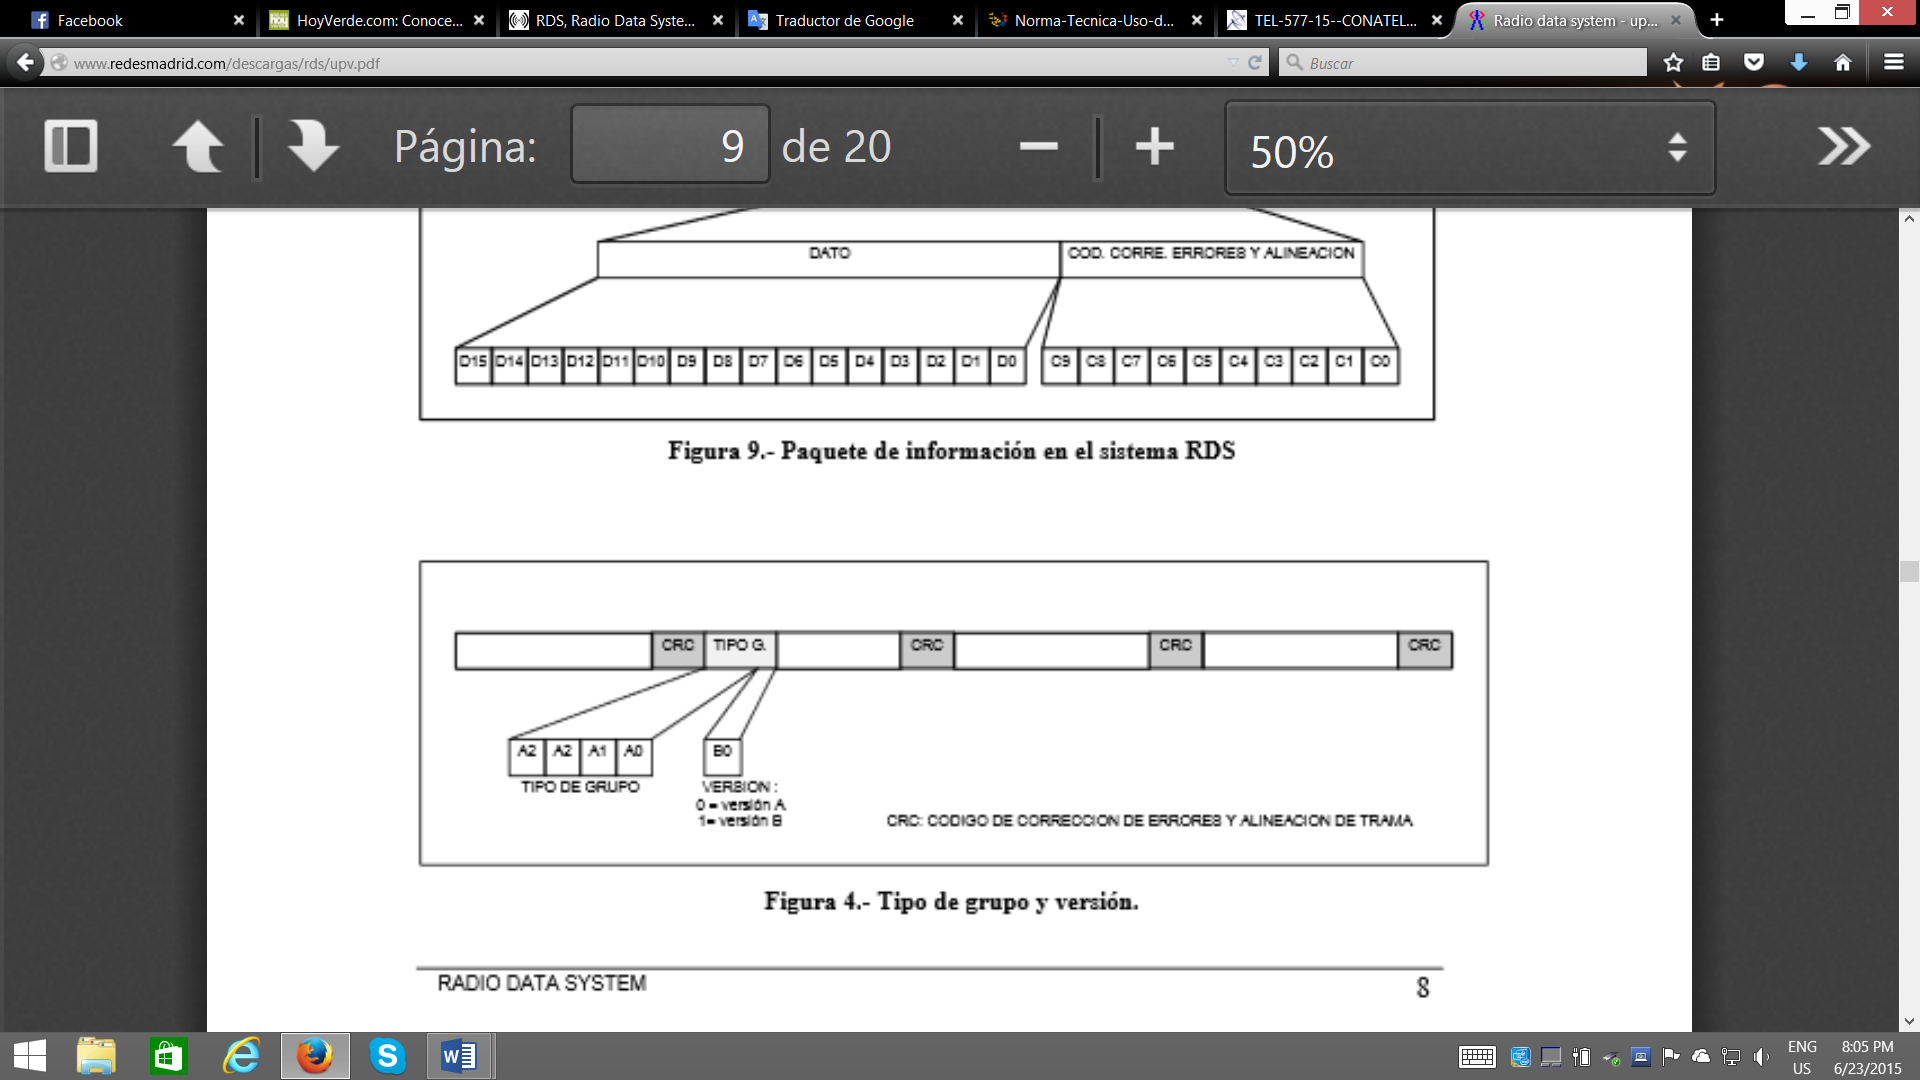 Facebook
HoyVerde.com: Conoce...
RDS, Radio Data Syste...
Traductor de Google
Norma-Tecnica-Uso-d...
TEL-577-15--CONATEL...
Radio data system - up...
www.redesmadrid.com/descargas/rds/upv.pdf
Buscar
Página: 9 de 20
50%
DATO
COD. CORRE. ERRORES Y ALINEACION
D15 D14 D13 D12 D11 D10 D9 D8 D7 D6 D5 D4 D3 D2 D1 D0 C9 C8 C7 C6 C5 C4 C3 C2 C1 C0
Figura 9.- Paquete de información en el sistema RDS
CRC TIPO G. CRC CRC CRC
A2 A2 A1 A0 B0
TIPO DE GRUPO
VERSION :
0 = versión A
1= versión B
CRC: CODIGO DE CORRECCION DE ERRORES Y ALINEACION DE TRAMA
Figura 4.- Tipo de grupo y versión.
RADIO DATA SYSTEM
8
ENG
US
8:05 PM
6/23/2015